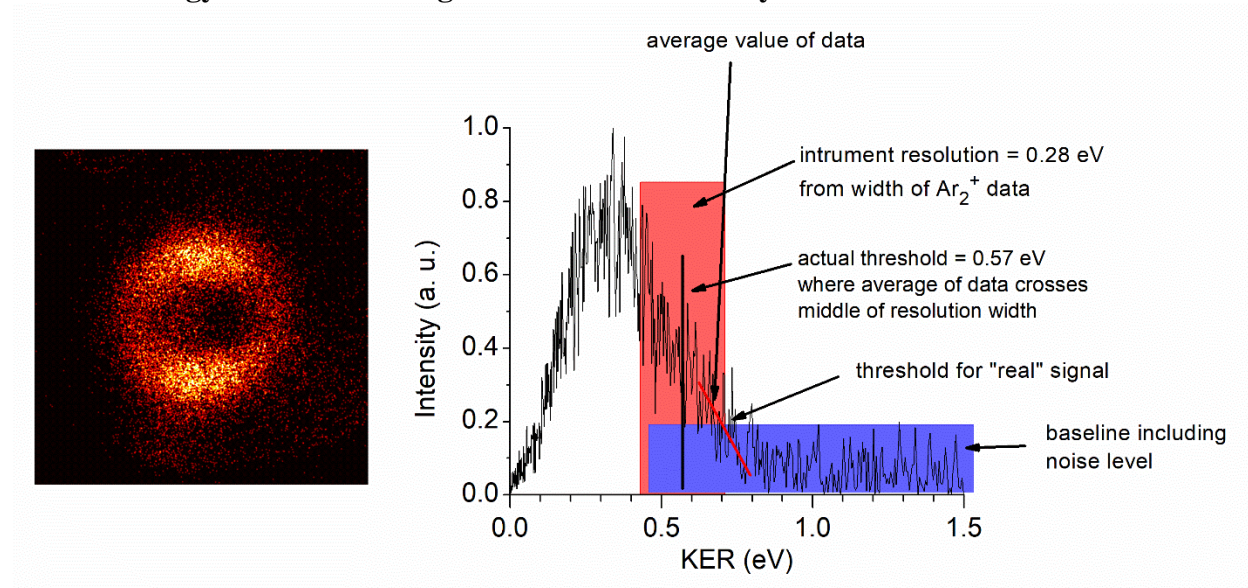 average value of data
intrument resolution = 0.28 eV
from width of Ar2+ data
actual threshold = 0.57 eV
where average of data crosses
middle of resolution width
threshold for "real" signal
baseline including
noise level
Intensity (a. u.)
1.0
0.8
0.6
0.4
0.2
0.0
0.0 0.5 1.0 1.5
KER (eV)